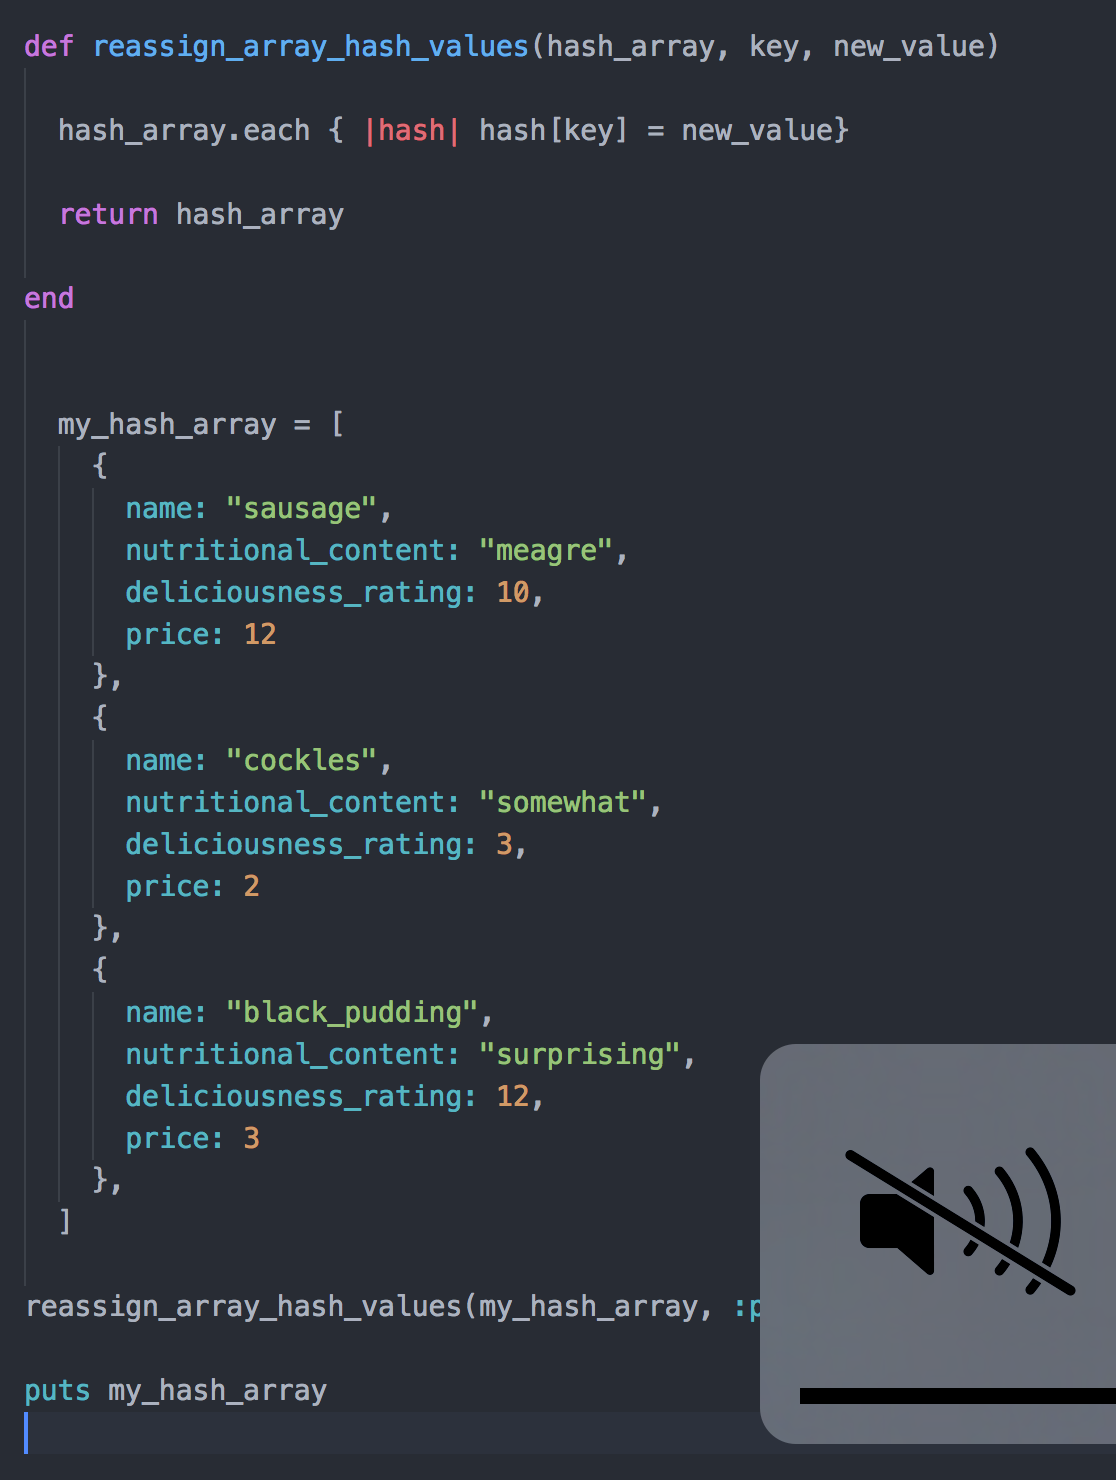 def reassign_array_hash_values(hash_array, key, new_value)
hash_array.each { |hash| hash[key] = new_value}
return hash_array
end
my_hash_array = [
{
name: "sausage",
nutritional_content: "meagre",
deliciousness_rating: 10,
price: 12
},
{
name: "cockles",
nutritional_content: "somewhat",
deliciousness_rating: 3,
price: 2
},
{
name: "black_pudding",
nutritional_content: "surprising",
deliciousness_rating: 12,
price: 3
},
]
reassign_array_hash_values(my_hash_array, :p
puts my_hash_array